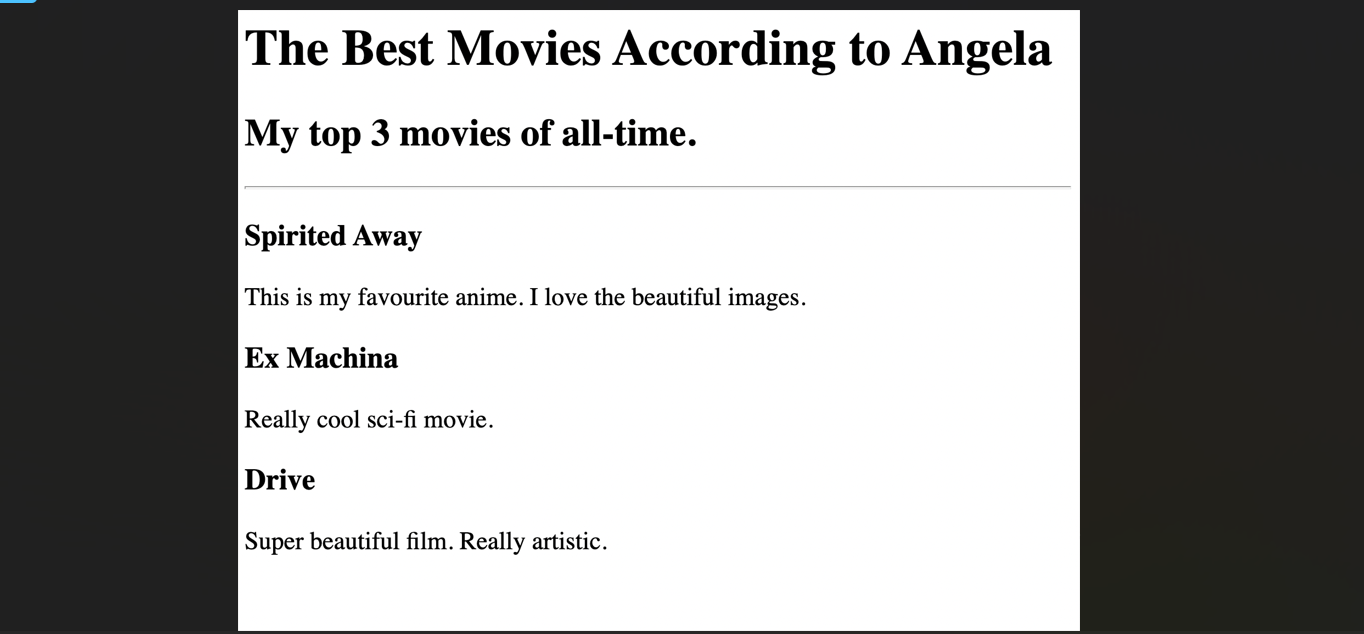 The Best Movies According to Angela
My top 3 movies of all-time.
Spirited Away
This is my favourite anime. I love the beautiful images.
Ex Machina
Really cool sci-fi movie.
Drive
Super beautiful film. Really artistic.